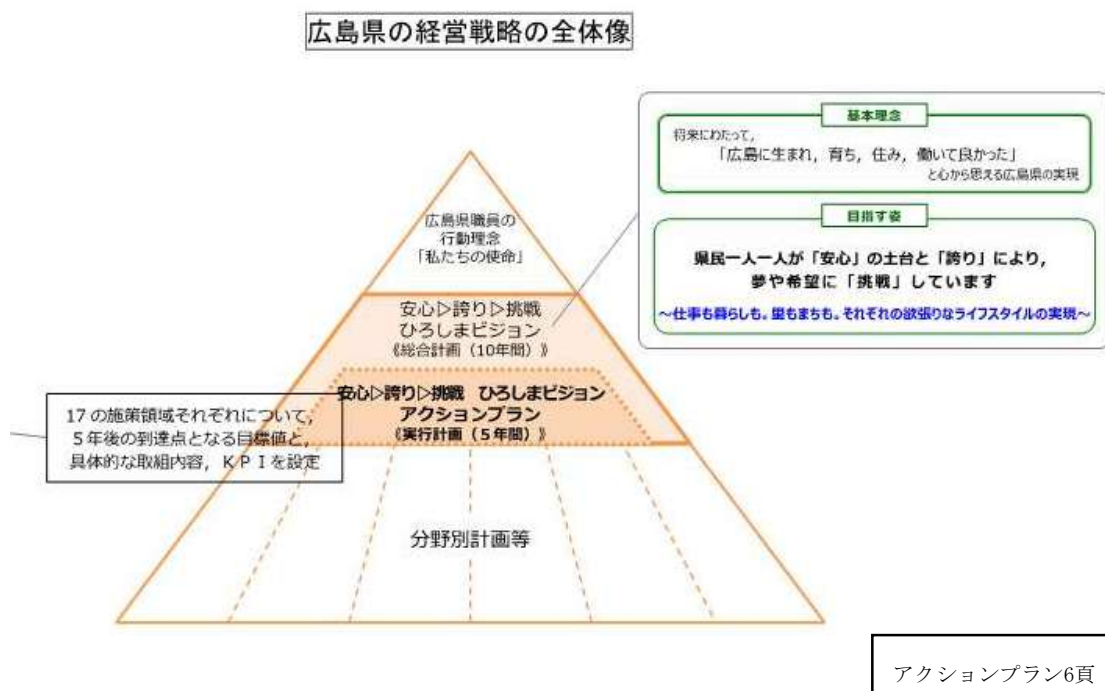 広島県の経営戦略の全体像
基本理念
将来にわたって，
「広島に生まれ，育ち，住み，働いて良かった」
と心から思える広島県の実現
目指す姿
県民一人一人が「安心」の土台と「誇り」により，
夢や希望に「挑戦」しています
～仕事も暮らしも。里もまちも。それぞれの欲張りなライフスタイルの実現～
広島県職員の
行動理念
「私たちの使命」
安心▷誇り▷挑戦
ひろしまビジョン
《総合計画（10年間）》
安心▷誇り▷挑戦 ひろしまビジョン
アクションプラン
《実行計画（５年間）》
17の施策領域それぞれについて，
５年後の到達点となる目標値と，
具体的な取組内容，ＫＰＩを設定
分野別計画等
アクションプラン6頁